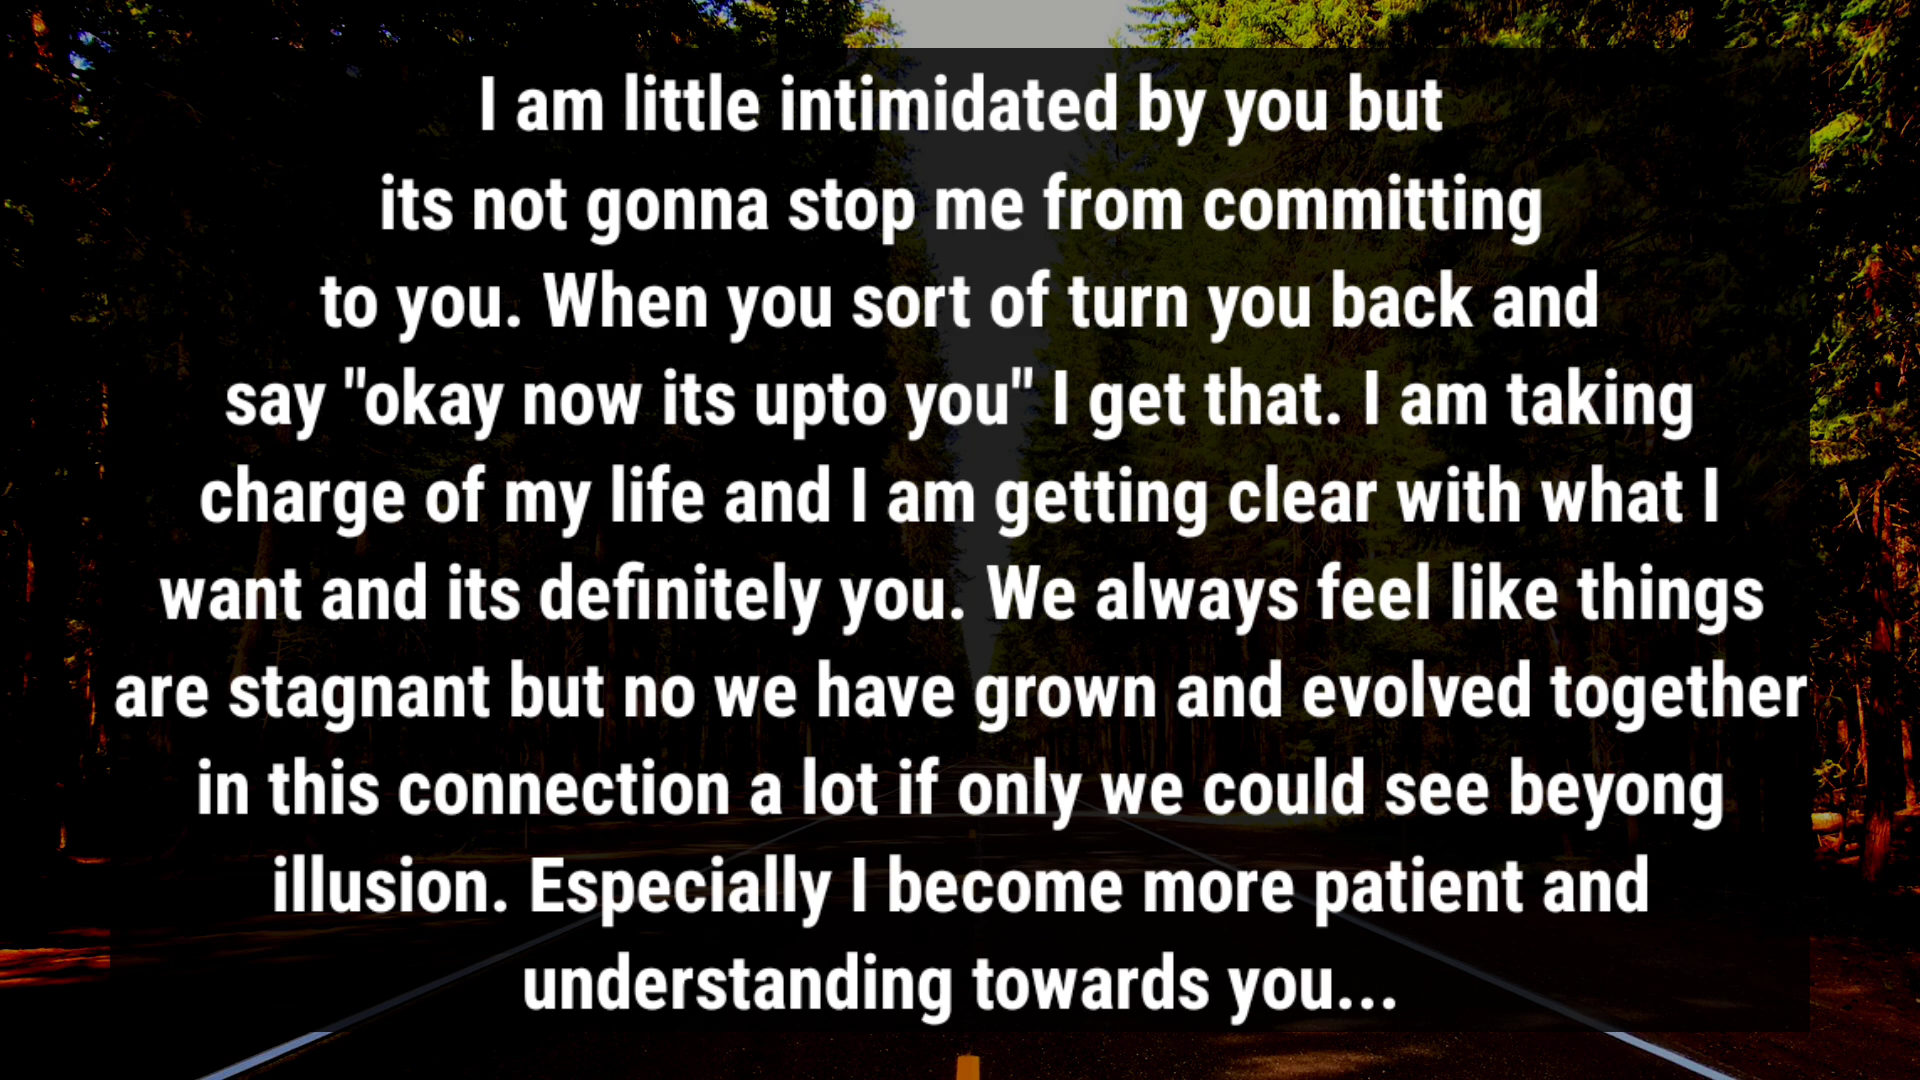 I am little intimidated by you but
its not gonna stop me from committing
to you. When you sort of turn you back and
say "okay now its upto you" I get that. I am taking
charge of my life and I am getting clear with what I
want and its definitely you. We always feel like things
are stagnant but no we have grown and evolved together
in this connection a lot if only we could see beyong
illusion. Especially I become more patient and
understanding towards you...